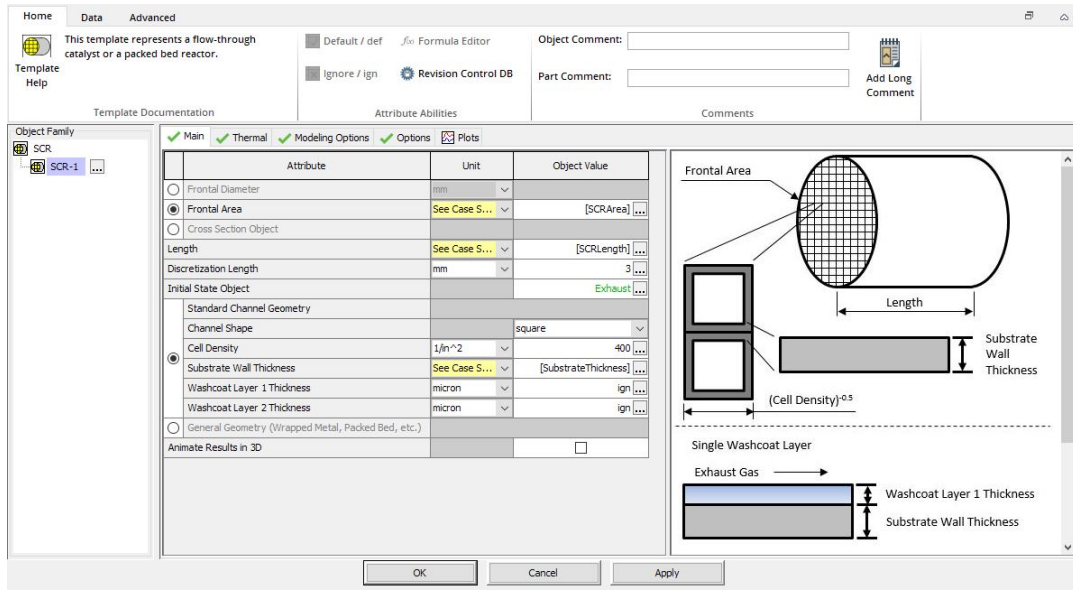 Home Data Advanced
This template represents a flow-through
catalyst or a packed bed reactor.
Template
Help
Template Documentation
Default / def
Formula Editor
Ignore / ign
Revision Control DB
Attribute Abilities
Object Comment:
Part Comment:
Add Long
Comment
Comments
Object Family
SCR
SCR-1 ...
Main Thermal Modeling Options Options Plots
Attribute Unit Object Value
Frontal Diameter mm
Frontal Area See Case S... [SCRArea] ...
Cross Section Object
Length See Case S... [SCRLength] ...
Discretization Length mm 3 ...
Initial State Object Exhaust ...
Standard Channel Geometry
Channel Shape square
Cell Density 1/in^2 400 ...
Substrate Wall Thickness See Case S... [SubstrateThickness] ...
Washcoat Layer 1 Thickness micron ign ...
Washcoat Layer 2 Thickness micron ign ...
General Geometry (Wrapped Metal, Packed Bed, etc.)
Animate Results in 3D
Frontal Area
Length
Substrate
Wall
Thickness
(Cell Density)-0.5
Single Washcoat Layer
Exhaust Gas
Washcoat Layer 1 Thickness
Substrate Wall Thickness
OK Cancel Apply